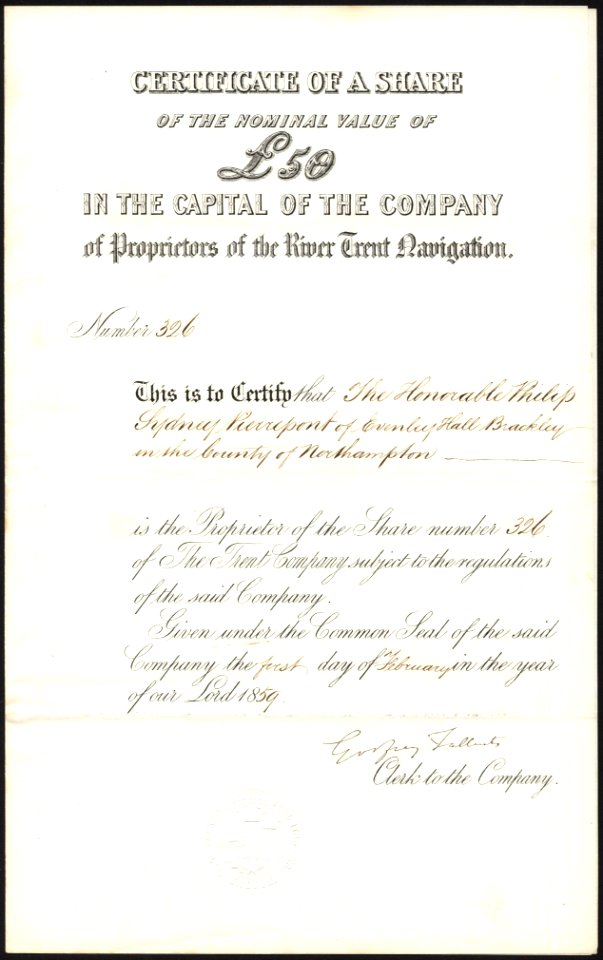 CERTIFICATE OF A SHARE
OF THE NOMINAL VALUE OF
£50
IN THE CAPITAL OF THE COMPANY
of Proprietors of the River Trent Navigation.
Number 326
This is to Certify that The Honorable Philip
Sydney Pierrepont of Evenley Hall Brackley
in the County of Northampton
is the Proprietor of the Share number 326
of The Trent Company subject to the regulations
of the said Company.
Given under the Common Seal of the said
Company the first day of February in the year
of our Lord 1859
Godfrey
Clerk to the Company.